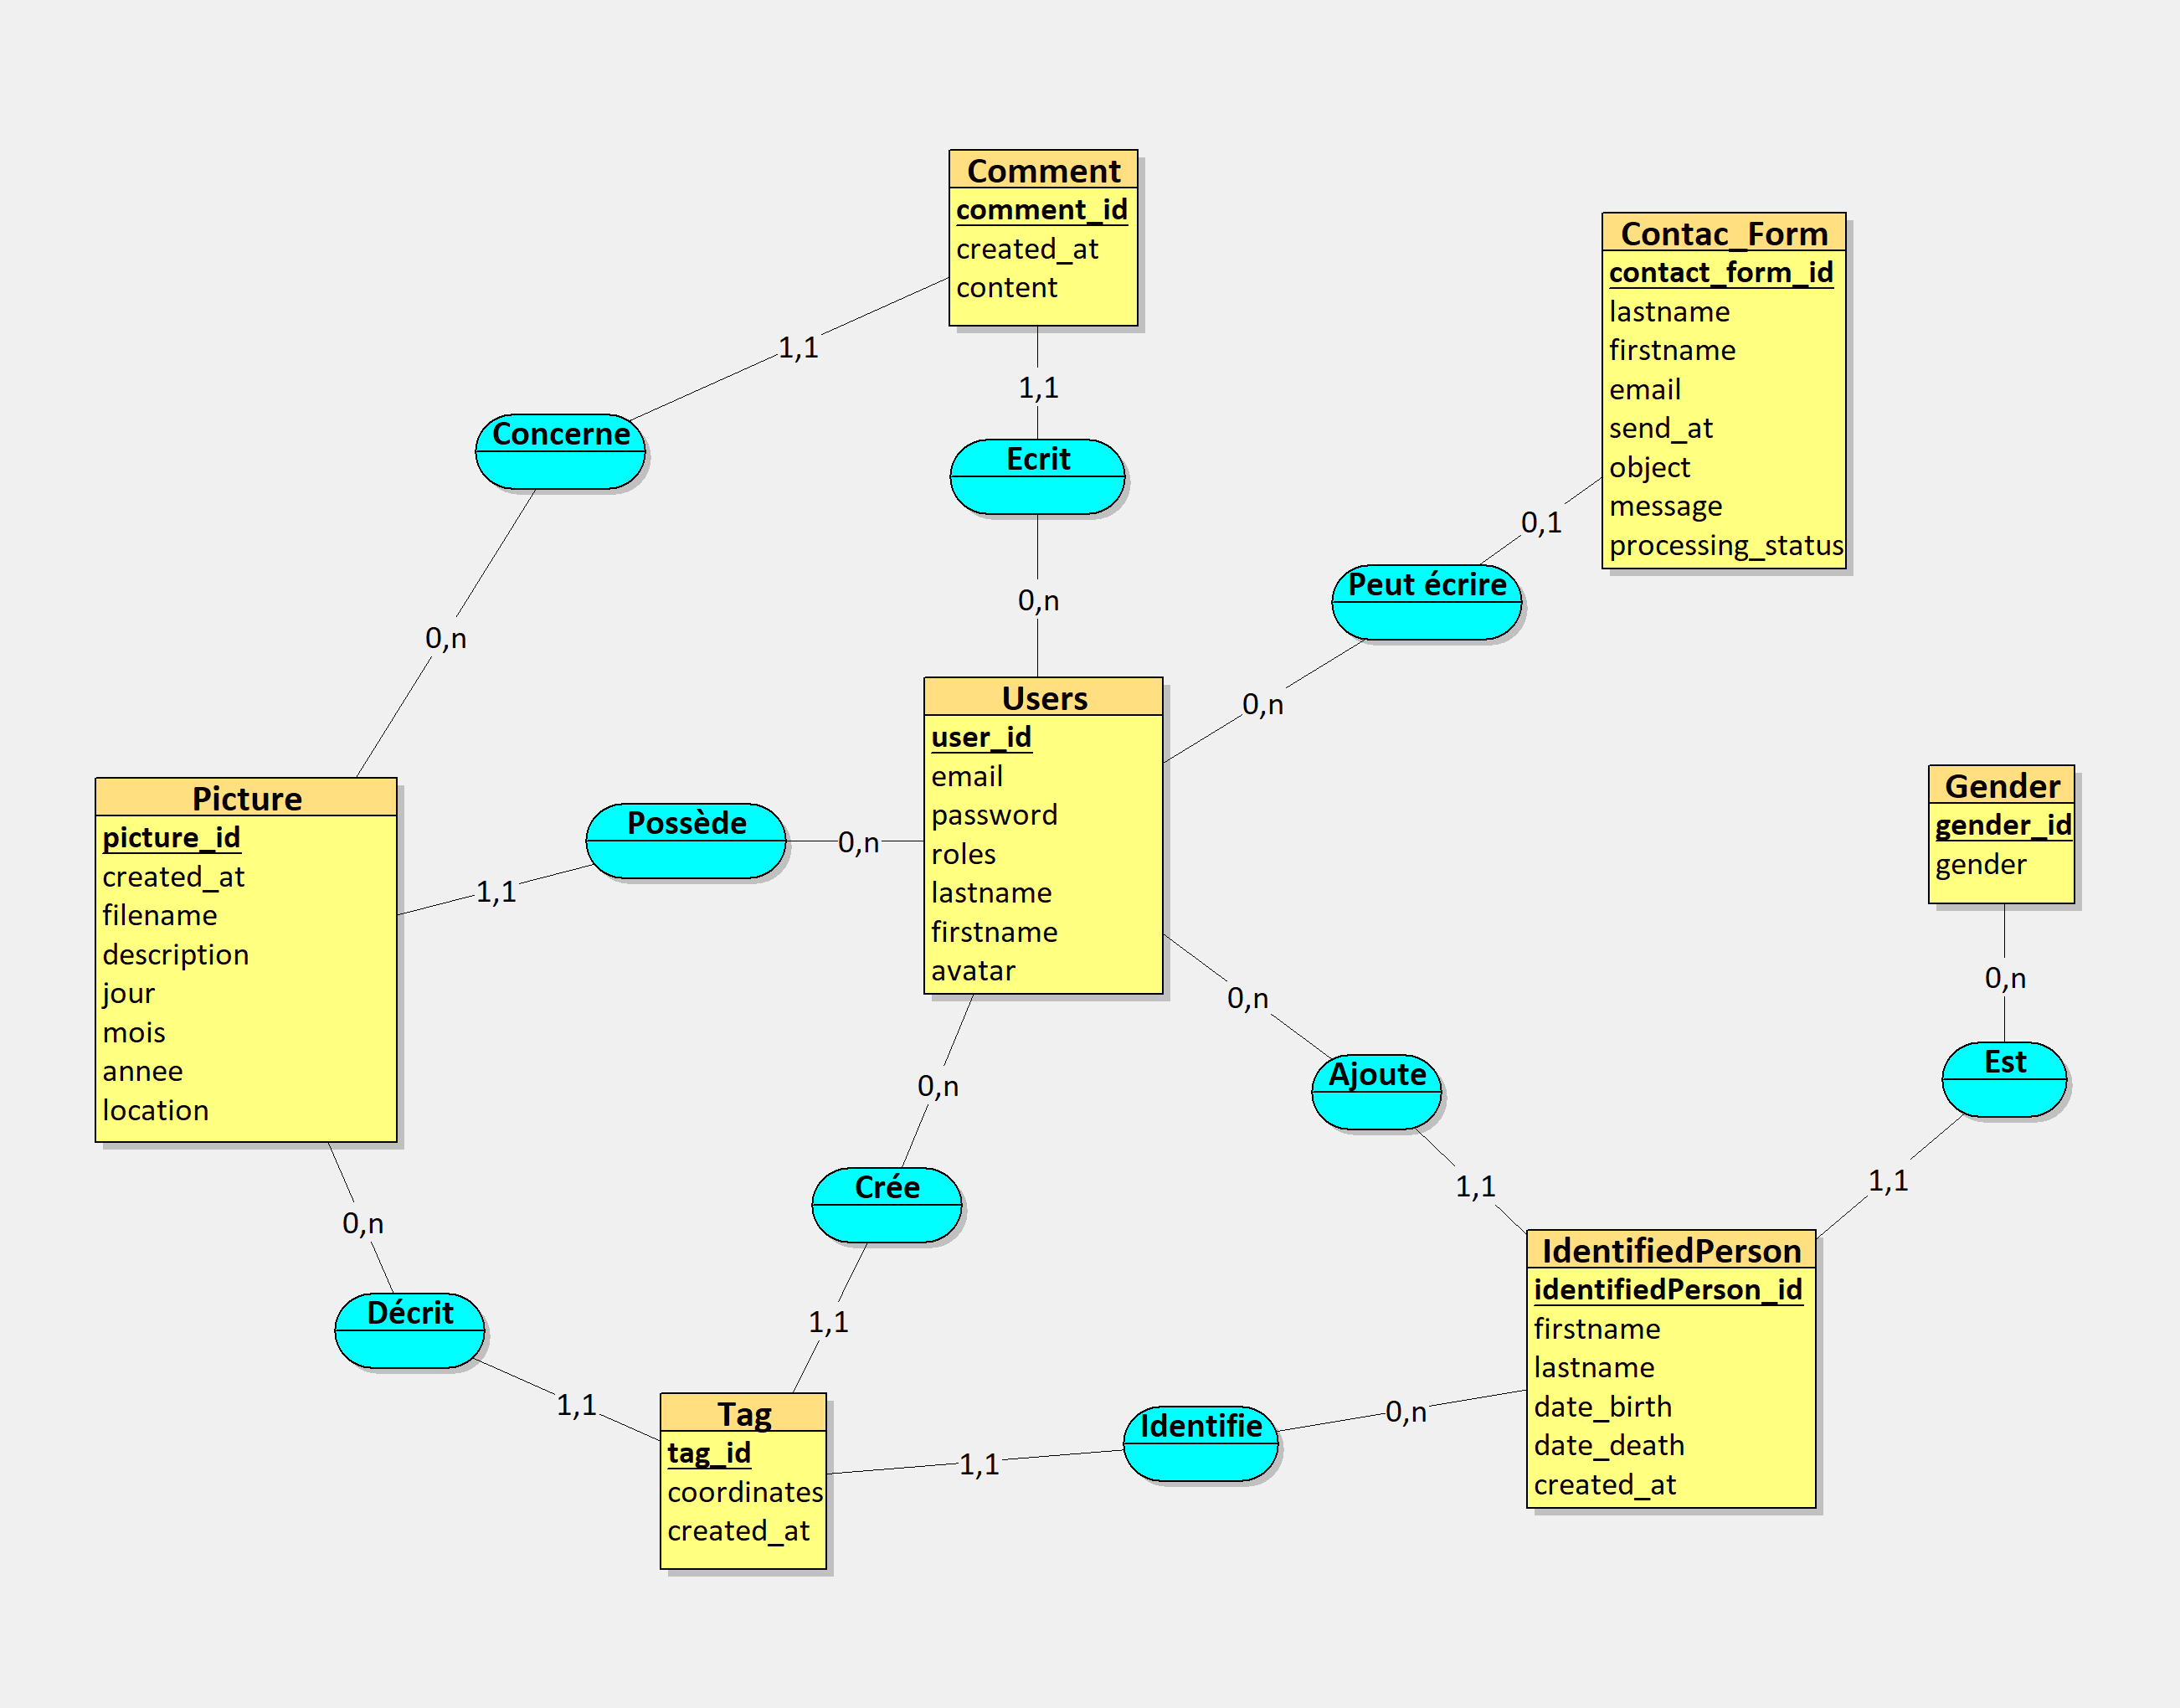 Comment
comment_id
created_at
content
Contac_Form
contact_form_id
lastname
firstname
email
send_at
object
message
processing_status
1,1
1,1
Concerne
Ecrit
0,1
Peut écrire
0,n
0,n
0,n
Users
user_id
email
password
roles
lastname
firstname
avatar
Picture
picture_id
created_at
filename
description
jour
mois
annee
location
Possède
0,n
1,1
Gender
gender_id
gender
0,n
0,n
Est
Ajoute
0,n
1,1
1,1
Crée
0,n
Décrit
1,1
1,1
IdentifiedPerson
identifiedPerson_id
firstname
lastname
date_birth
date_death
created_at
Tag
tag_id
coordinates
created_at
Identifie
0,n
1,1